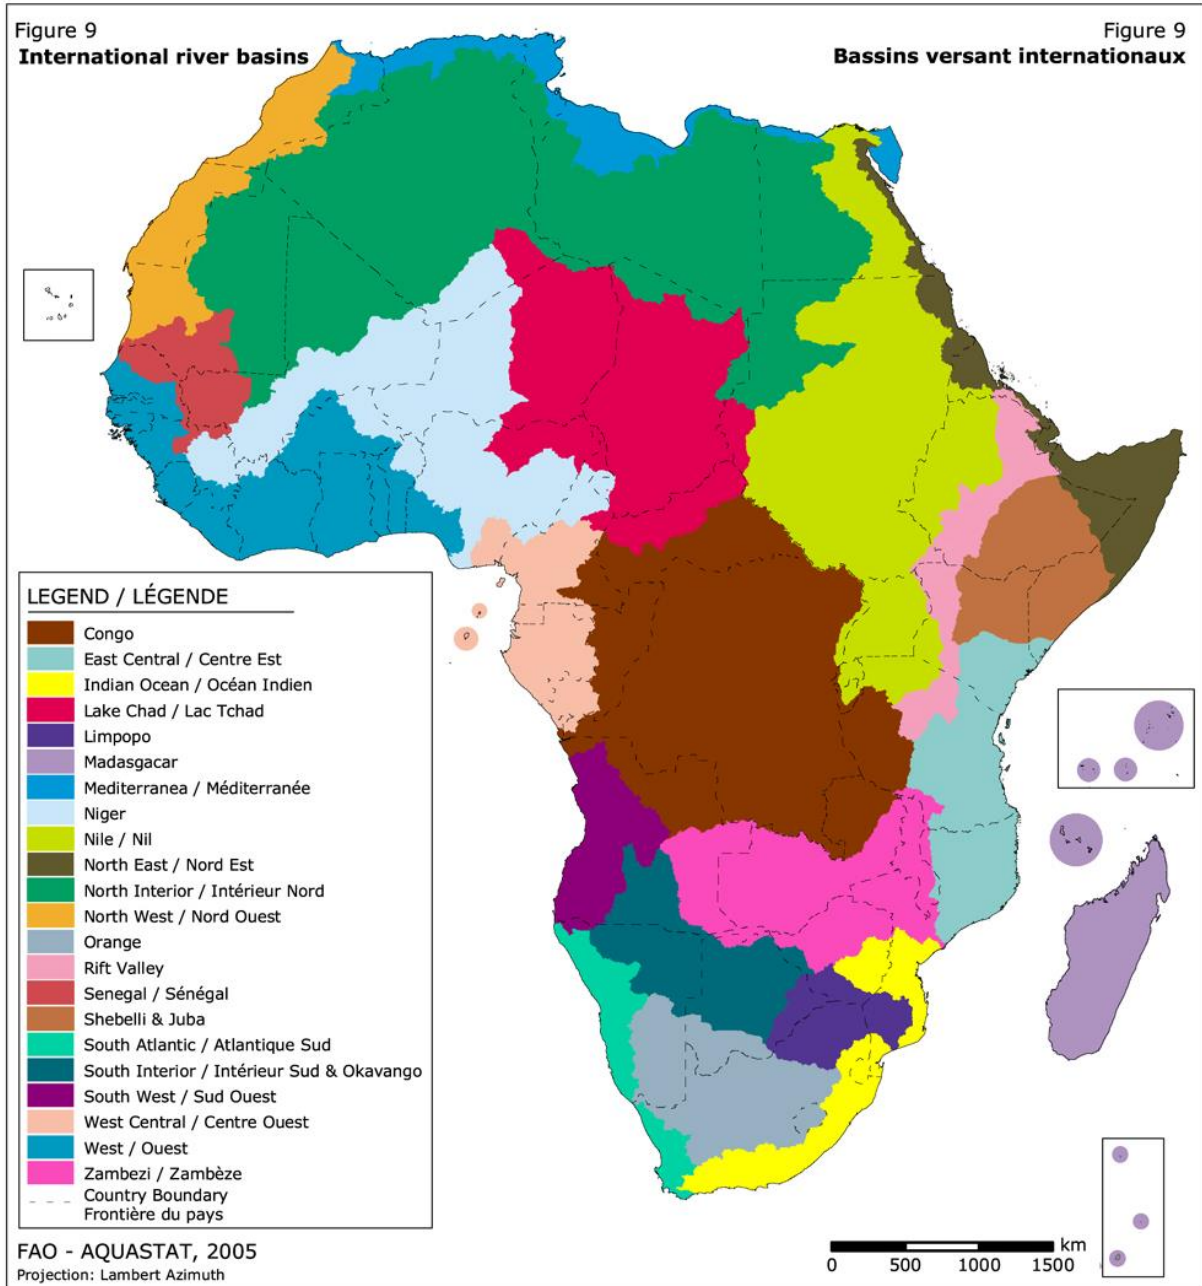 Figure 9
International river basins
Figure 9
Bassins versant internationaux
LEGEND / LÉGENDE
Congo
East Central / Centre Est
Indian Ocean / Océan Indien
Lake Chad / Lac Tchad
Limpopo
Madasgacar
Mediterranea / Méditerranée
Niger
Nile / Nil
North East / Nord Est
North Interior / Intérieur Nord
North West / Nord Ouest
Orange
Rift Valley
Senegal / Sénégal
Shebelli & Juba
South Atlantic / Atlantique Sud
South Interior / Intérieur Sud & Okavango
South West / Sud Ouest
West Central / Centre Ouest
West / Ouest
Zambezi / Zambèze
Country Boundary
Frontière du pays
FAO - AQUASTAT, 2005
Projection: Lambert Azimuth
km
0 500 1000 1500